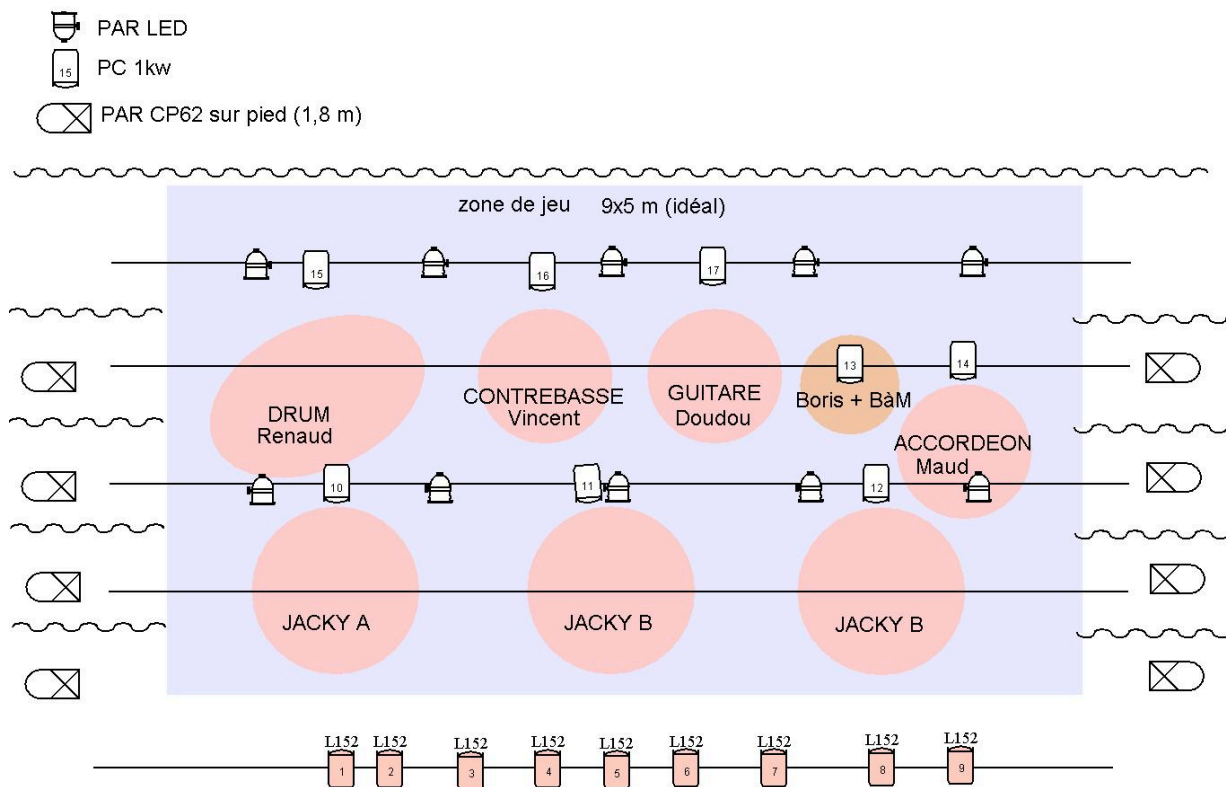 PAR LED
15
PC 1kw
PAR CP62 sur pied (1,8 m)
zone de jeu 9x5 m (idéal)
15
16
17
13
14
DRUM
Renaud
CONTREBASSE
Vincent
GUITARE
Doudou
Boris + BàM
ACCORDEON
Maud
10
11
12
JACKY A
JACKY B
JACKY B
L152 L152 L152 L152 L152 L152 L152 L152 L152
1 2 3 4 5 6 7 8 9